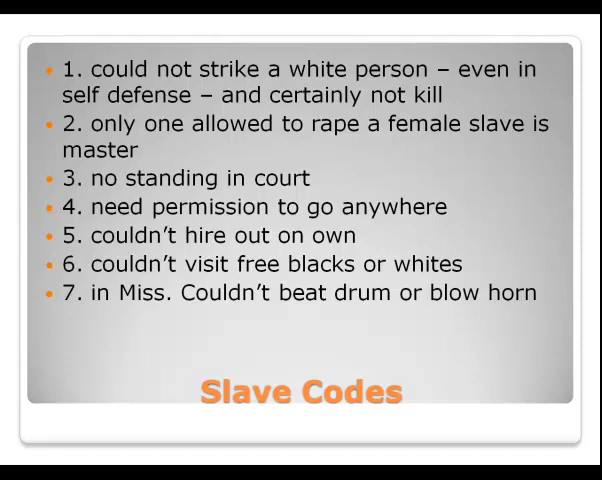 1. could not strike a white person – even in
self defense – and certainly not kill
2. only one allowed to rape a female slave is
master
3. no standing in court
4. need permission to go anywhere
5. couldn't hire out on own
6. couldn't visit free blacks or whites
7. in Miss. Couldn't beat drum or blow horn
Slave Codes